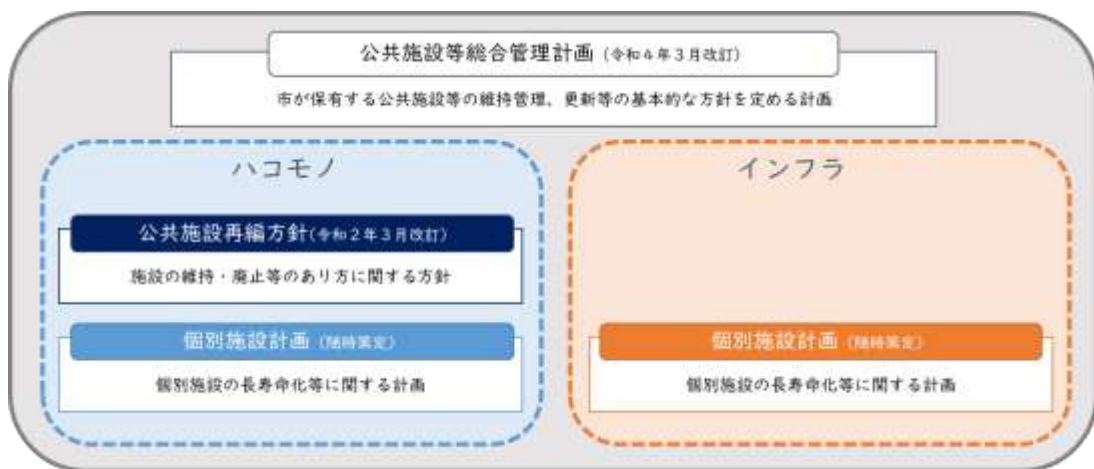 公共施設等総合管理計画（令和4年3月改訂）
市が保有する公共施設等の維持管理、更新等の基本的な方針を定める計画
ハコモノ
公共施設再編方針(令和2年3月改訂)
施設の維持・廃止等のあり方に関する方針
個別施設計画（随時策定）
個別施設の長寿命化等に関する計画
インフラ
個別施設計画（随時策定）
個別施設の長寿命化等に関する計画